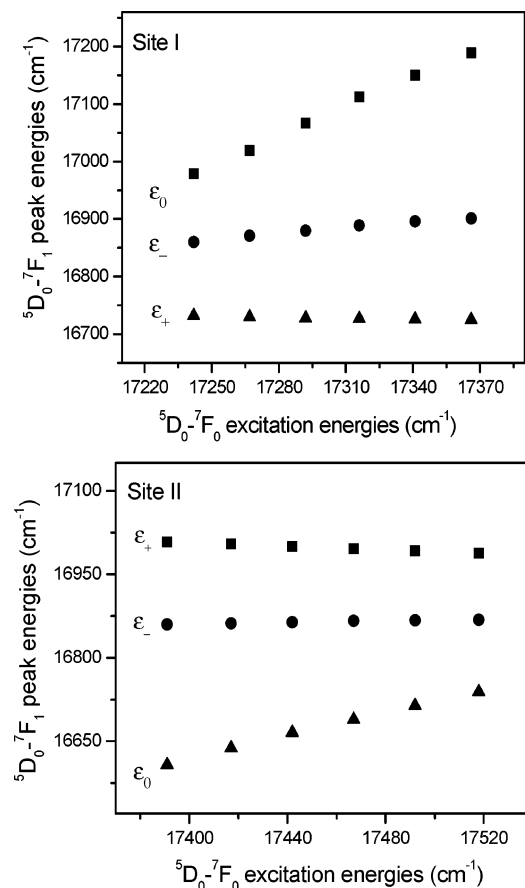 Site I
⁵D₀-⁷F₁ peak energies (cm⁻¹)
17200
17100
17000
16900
16800
16700
ε₀
ε₋
ε₊
17220 17250 17280 17310 17340 17370
⁵D₀-⁷F₀ excitation energies (cm⁻¹)
Site II
⁵D₀-⁷F₁ peak energies (cm⁻¹)
17100
16950
16800
16650
ε₊
ε₋
ε₀
17400 17440 17480 17520
⁵D₀-⁷F₀ excitation energies (cm⁻¹)